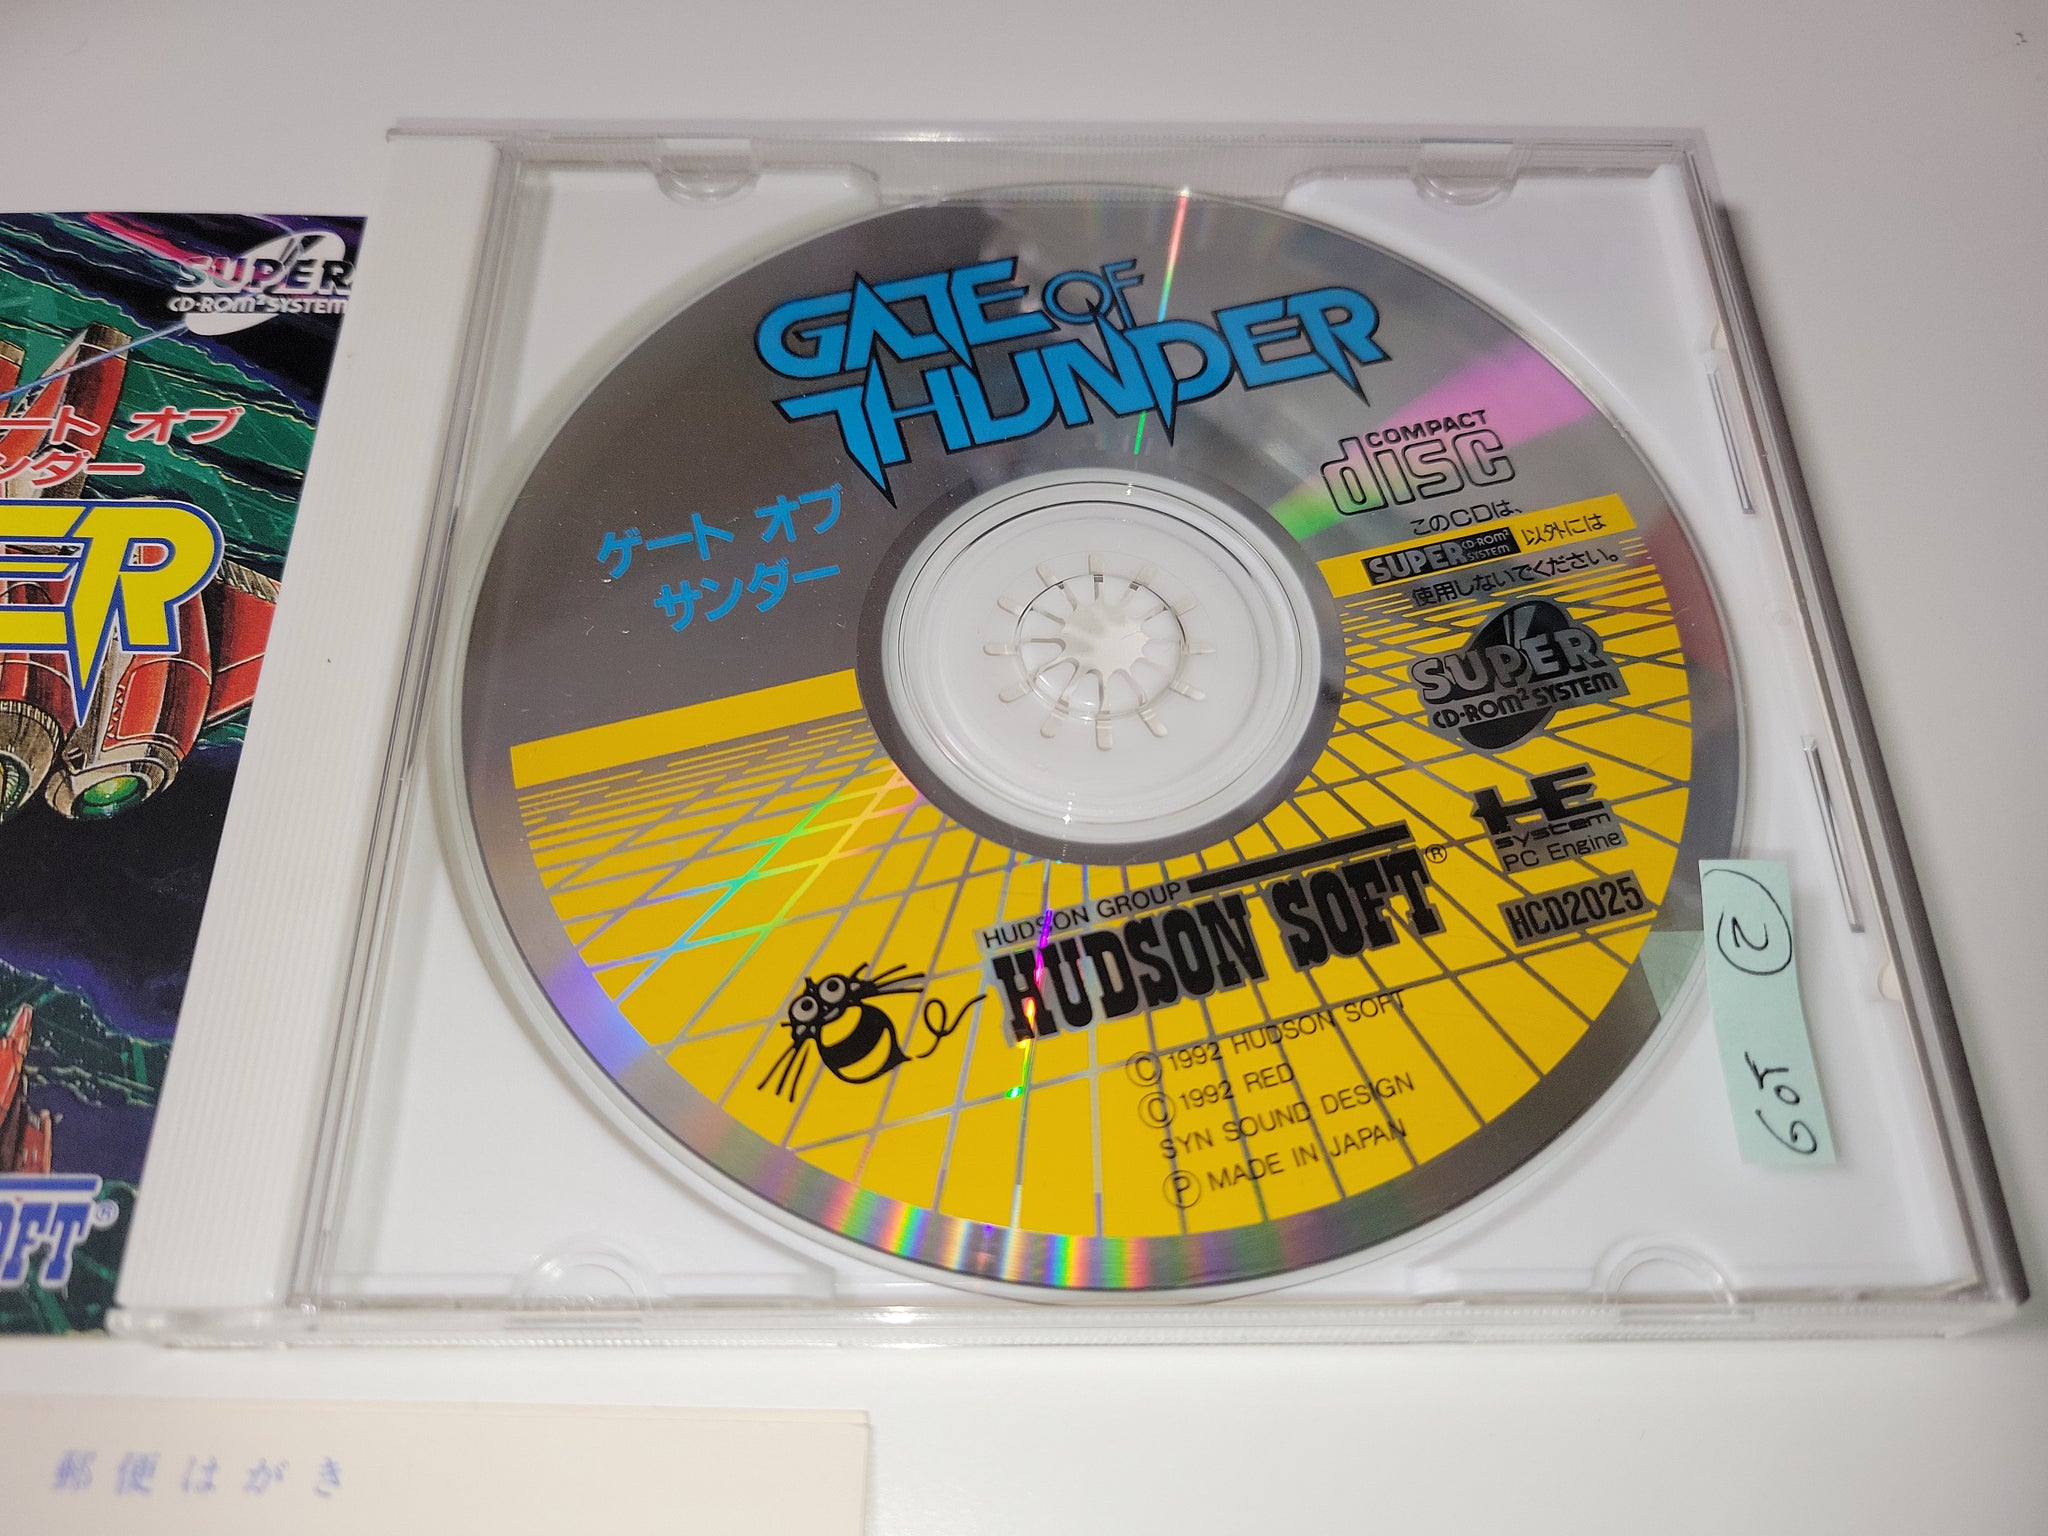 SUPER
CD-ROM² SYSTEM
ート オブ
ンダー
ER
OFT®
GATE OF
THUNDER
ゲート オブ
サンダー
COMPACT
disc
このCDは、
SUPER CD-ROM² SYSTEM 以外には
使用しないでください。
SUPER
CD-ROM² SYSTEM
HE
system
PC Engine
HCD2025
HUDSON GROUP
HUDSON SOFT®
Ⓒ 1992 HUDSON SOFT
Ⓒ 1992 RED
SYN SOUND DESIGN
Ⓟ MADE IN JAPAN
GOT ②
郵便はがき